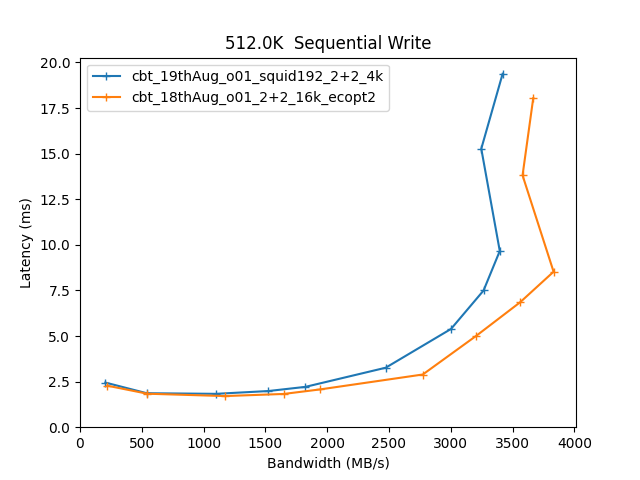 512.0K  Sequential Write
cbt_19thAug_o01_squid192_2+2_4k
cbt_18thAug_o01_2+2_16k_ecopt2
20.0
17.5
15.0
12.5
10.0
7.5
5.0
2.5
0.0
Latency (ms)
0 500 1000 1500 2000 2500 3000 3500 4000
Bandwidth (MB/s)